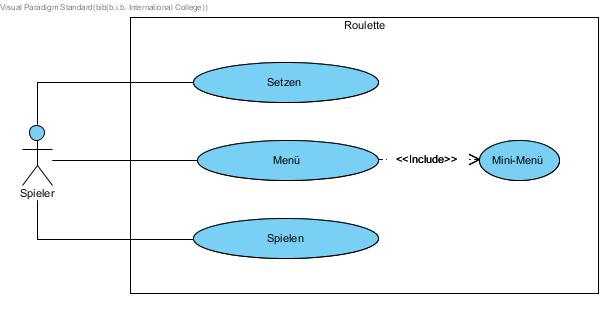 Visual Paradigm Standard(bib(b.i.b. International College))
Roulette
Setzen
Menü
<<Include>>
Mini-Menü
Spieler
Spielen